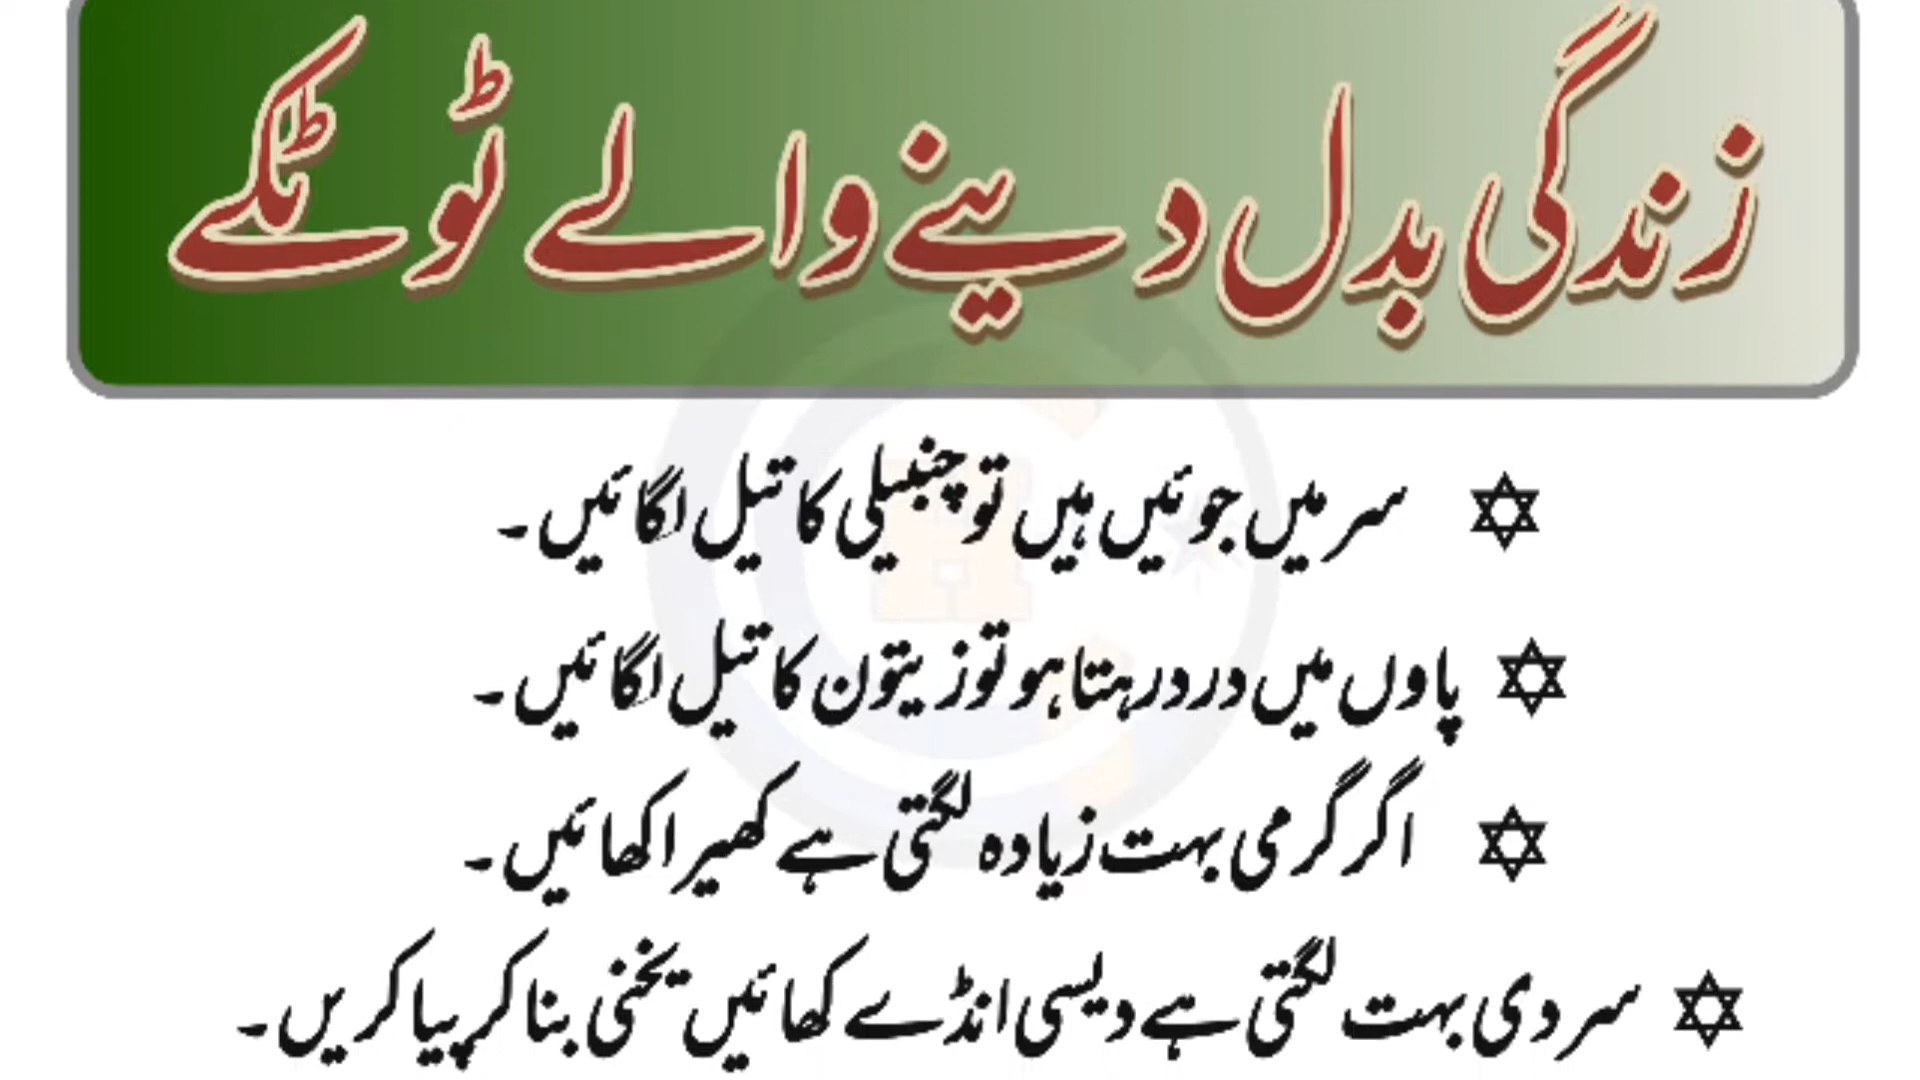 زندگی بدل دینے والے ٹوٹکے
سر میں جوئیں ہیں تو چنبیلی کا تیل لگائیں۔
پاوں میں درد رہتا ہو تو زیتون کا تیل لگائیں۔
اگر گرمی بہت زیادہ لگتی ہے کھیرا کھائیں۔
سردی بہت لگتی ہے دیسی انڈے کھائیں یخنی بنا کر پیا کریں۔